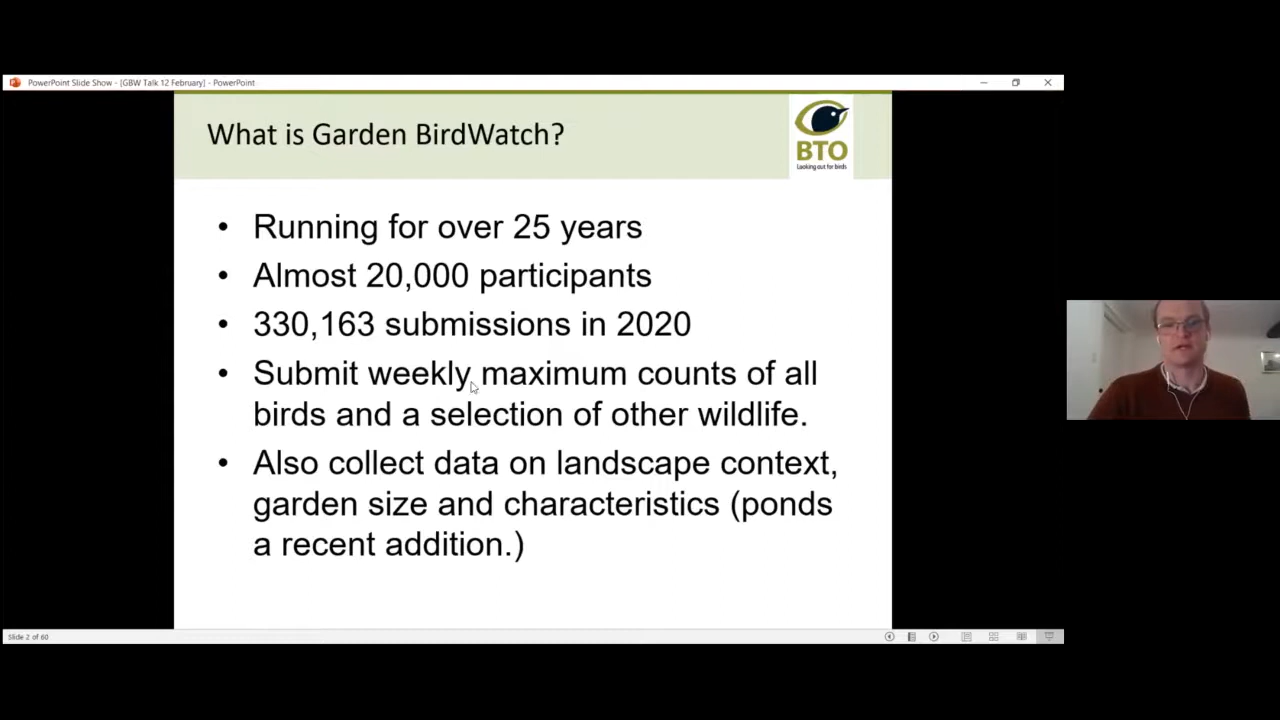 PowerPoint Slide Show - [GBW Talk 12 February] - PowerPoint
What is Garden BirdWatch?
BTO
Looking out for birds
• Running for over 25 years
• Almost 20,000 participants
• 330,163 submissions in 2020
• Submit weekly maximum counts of all
birds and a selection of other wildlife.
• Also collect data on landscape context,
garden size and characteristics (ponds
a recent addition.)
Slide 2 of 60